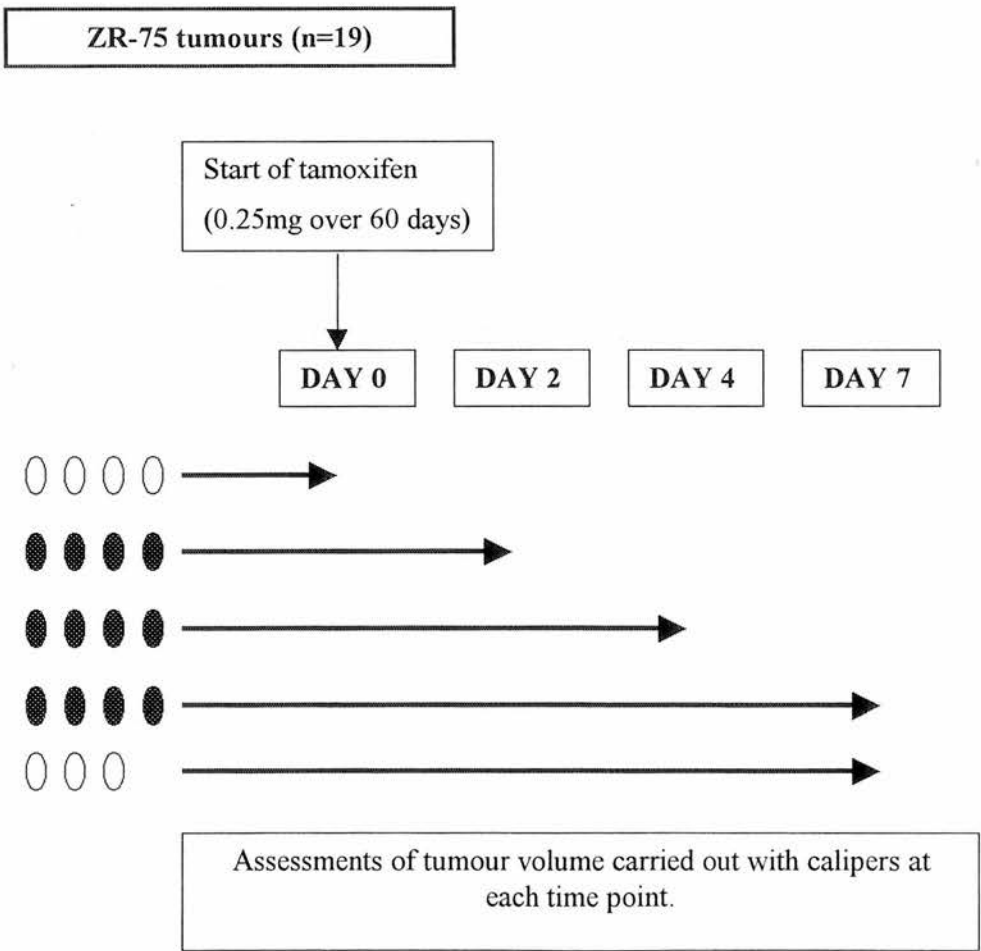 ZR-75 tumours (n=19)
Start of tamoxifen
(0.25mg over 60 days)
DAY 0 DAY 2 DAY 4 DAY 7
Assessments of tumour volume carried out with calipers at
each time point.